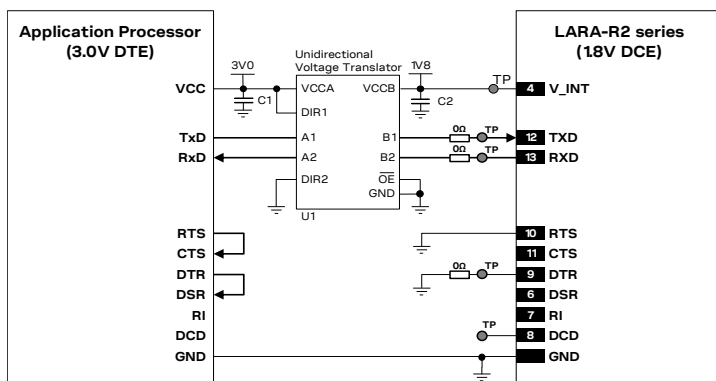 Application Processor
(3.0V DTE)
VCC
TxD
RxD
RTS
CTS
DTR
DSR
RI
DCD
GND
3V0
C1
Unidirectional
Voltage Translator
VCCA
VCCB
DIR1
A1
B1
A2
B2
DIR2
OE
GND
U1
1V8
C2
TP
0Ω
TP
0Ω
TP
0Ω
TP
TP
LARA-R2 series
(1.8V DCE)
4 V_INT
12 TXD
13 RXD
10 RTS
11 CTS
9 DTR
6 DSR
7 RI
8 DCD
GND